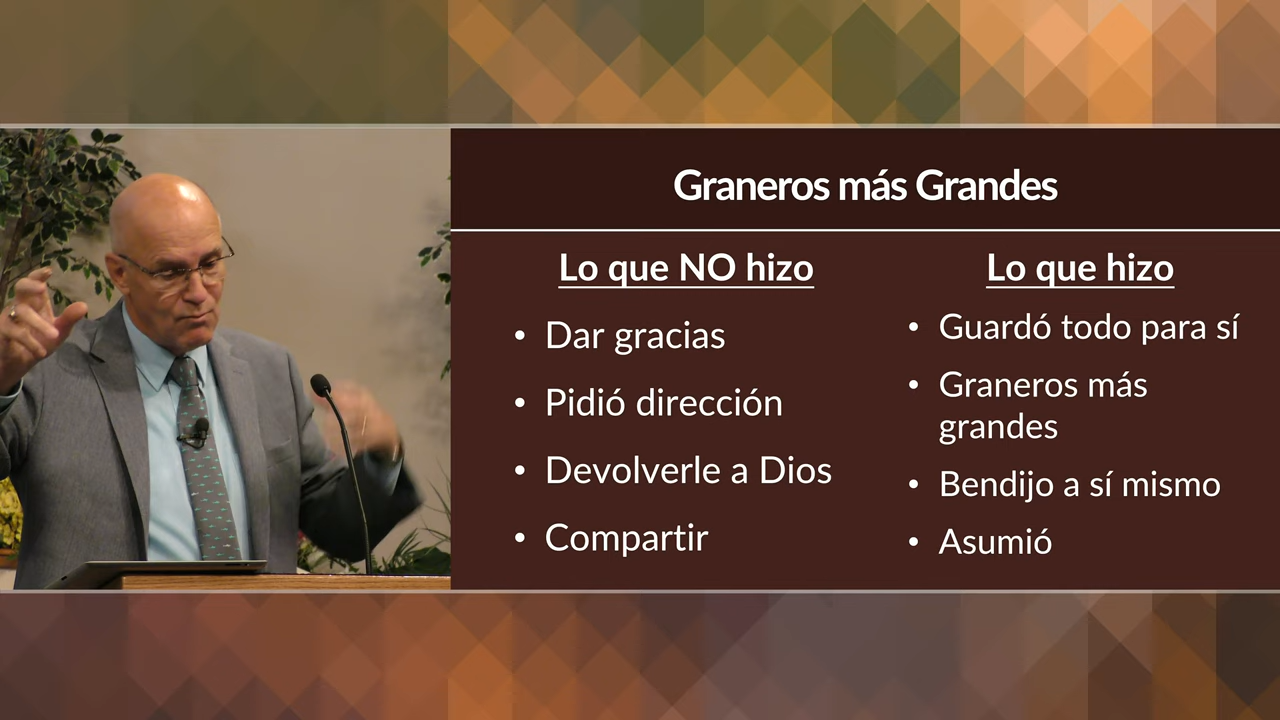 Graneros más Grandes
Lo que NO hizo
• Dar gracias
• Pidió dirección
• Devolverle a Dios
• Compartir
Lo que hizo
• Guardó todo para sí
• Graneros más
grandes
• Bendijo a sí mismo
• Asumió